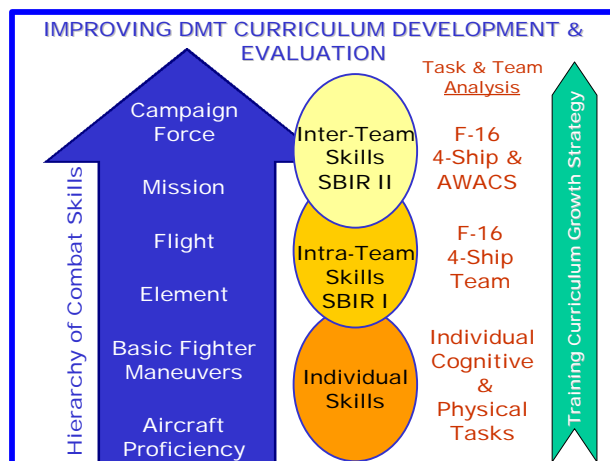 IMPROVING DMT CURRICULUM DEVELOPMENT &
EVALUATION
Hierarchy of Combat Skills
Campaign
Force
Mission
Flight
Element
Basic Fighter
Maneuvers
Aircraft
Proficiency
Inter-Team
Skills
SBIR II
Intra-Team
Skills
SBIR I
Individual
Skills
Task & Team
Analysis
F-16
4-Ship &
AWACS
F-16
4-Ship
Team
Individual
Cognitive
&
Physical
Tasks
Training Curriculum Growth Strategy